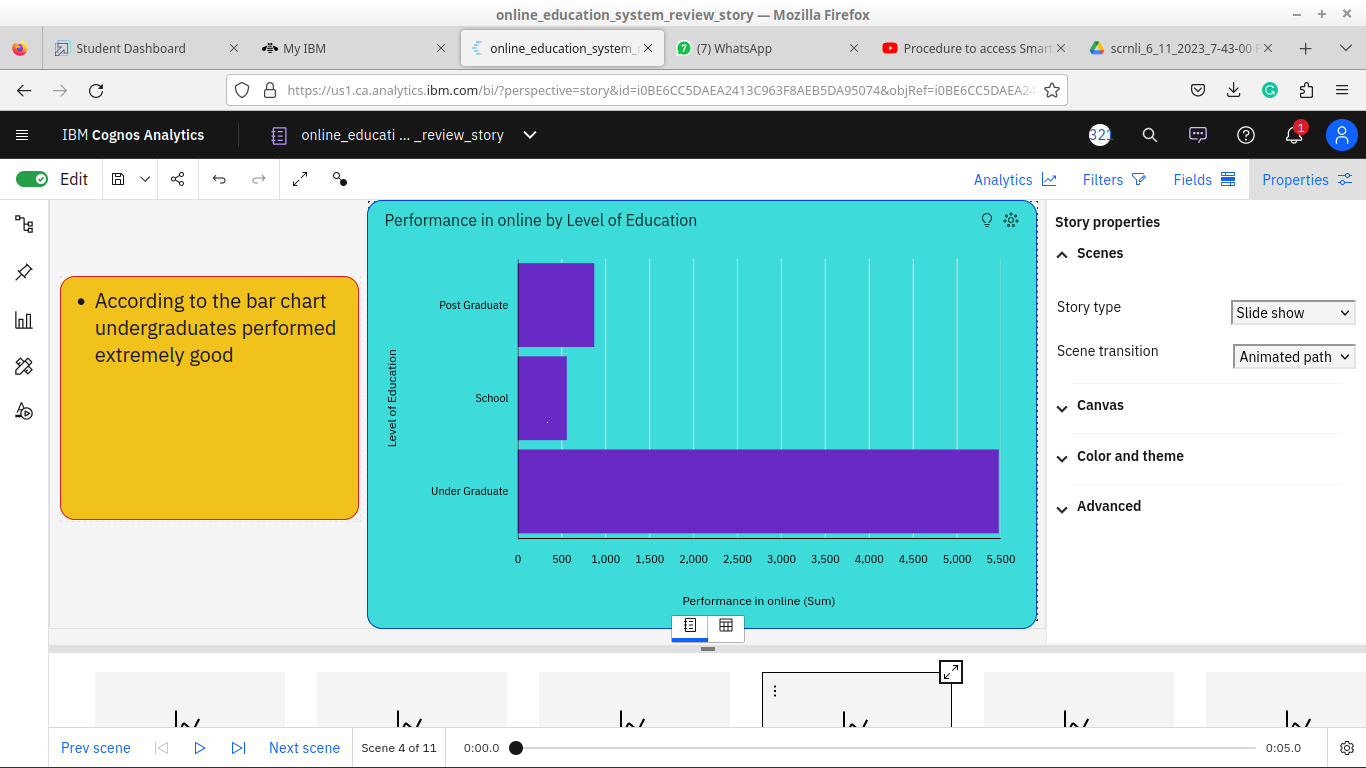 online_education_system_review_story — Mozilla Firefox
Student Dashboard
My IBM
online_education_system_
(7) WhatsApp
Procedure to access Smar
scrnli_6_11_2023_7-43-00
https://us1.ca.analytics.ibm.com/bi/?perspective=story&id=i0BE6CC5DAEA2413C963F8AEB5DA95074&objRef=i0BE6CC5DAEA24
IBM Cognos Analytics
online_educati ... _review_story
321
1
Edit
Analytics
Filters
Fields
Properties
• According to the bar chart
undergraduates performed
extremely good
Performance in online by Level of Education
Level of Education
Post Graduate
School
Under Graduate
0 500 1,000 1,500 2,000 2,500 3,000 3,500 4,000 4,500 5,000 5,500
Performance in online (Sum)
Story properties
Scenes
Story type
Slide show
Scene transition
Animated path
Canvas
Color and theme
Advanced
Prev scene
Next scene
Scene 4 of 11
0:00.0
0:05.0